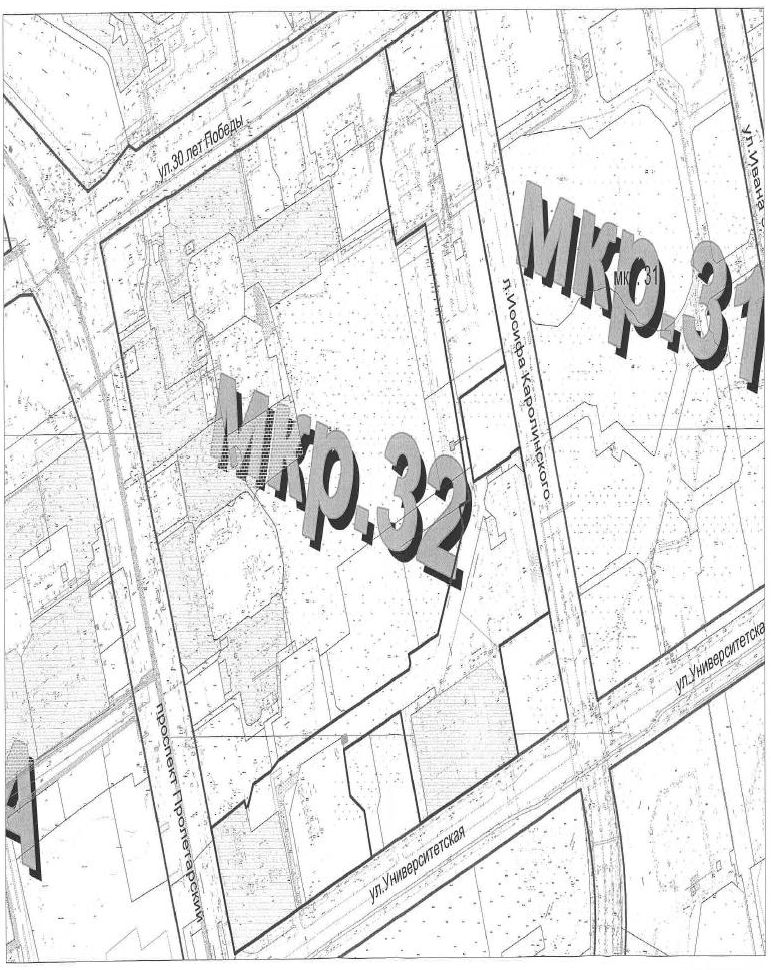 ул.30 лет Победы
ул.Ивана
Мкр.31
мкр. 31
л.Иосифа Каролинского
Мкр.32
ул.Университетска
проспект Пролетарский
А
ул.Университетская